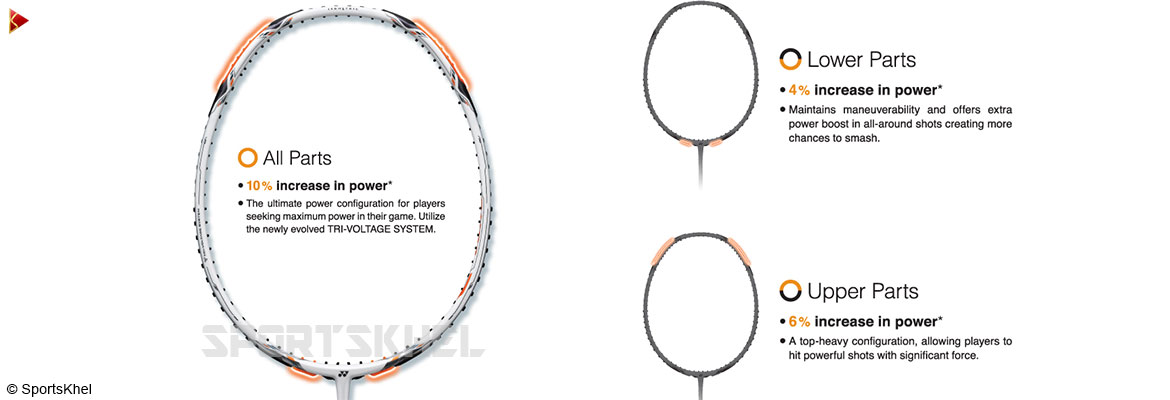 All Parts
• 10% increase in power*
• The ultimate power configuration for players
seeking maximum power in their game. Utilize
the newly evolved TRI-VOLTAGE SYSTEM.
SPORTSKHEL
© SportsKhel
Lower Parts
• 4% increase in power*
• Maintains maneuverability and offers extra
power boost in all-around shots creating more
chances to smash.
Upper Parts
• 6% increase in power*
• A top-heavy configuration, allowing players to
hit powerful shots with significant force.